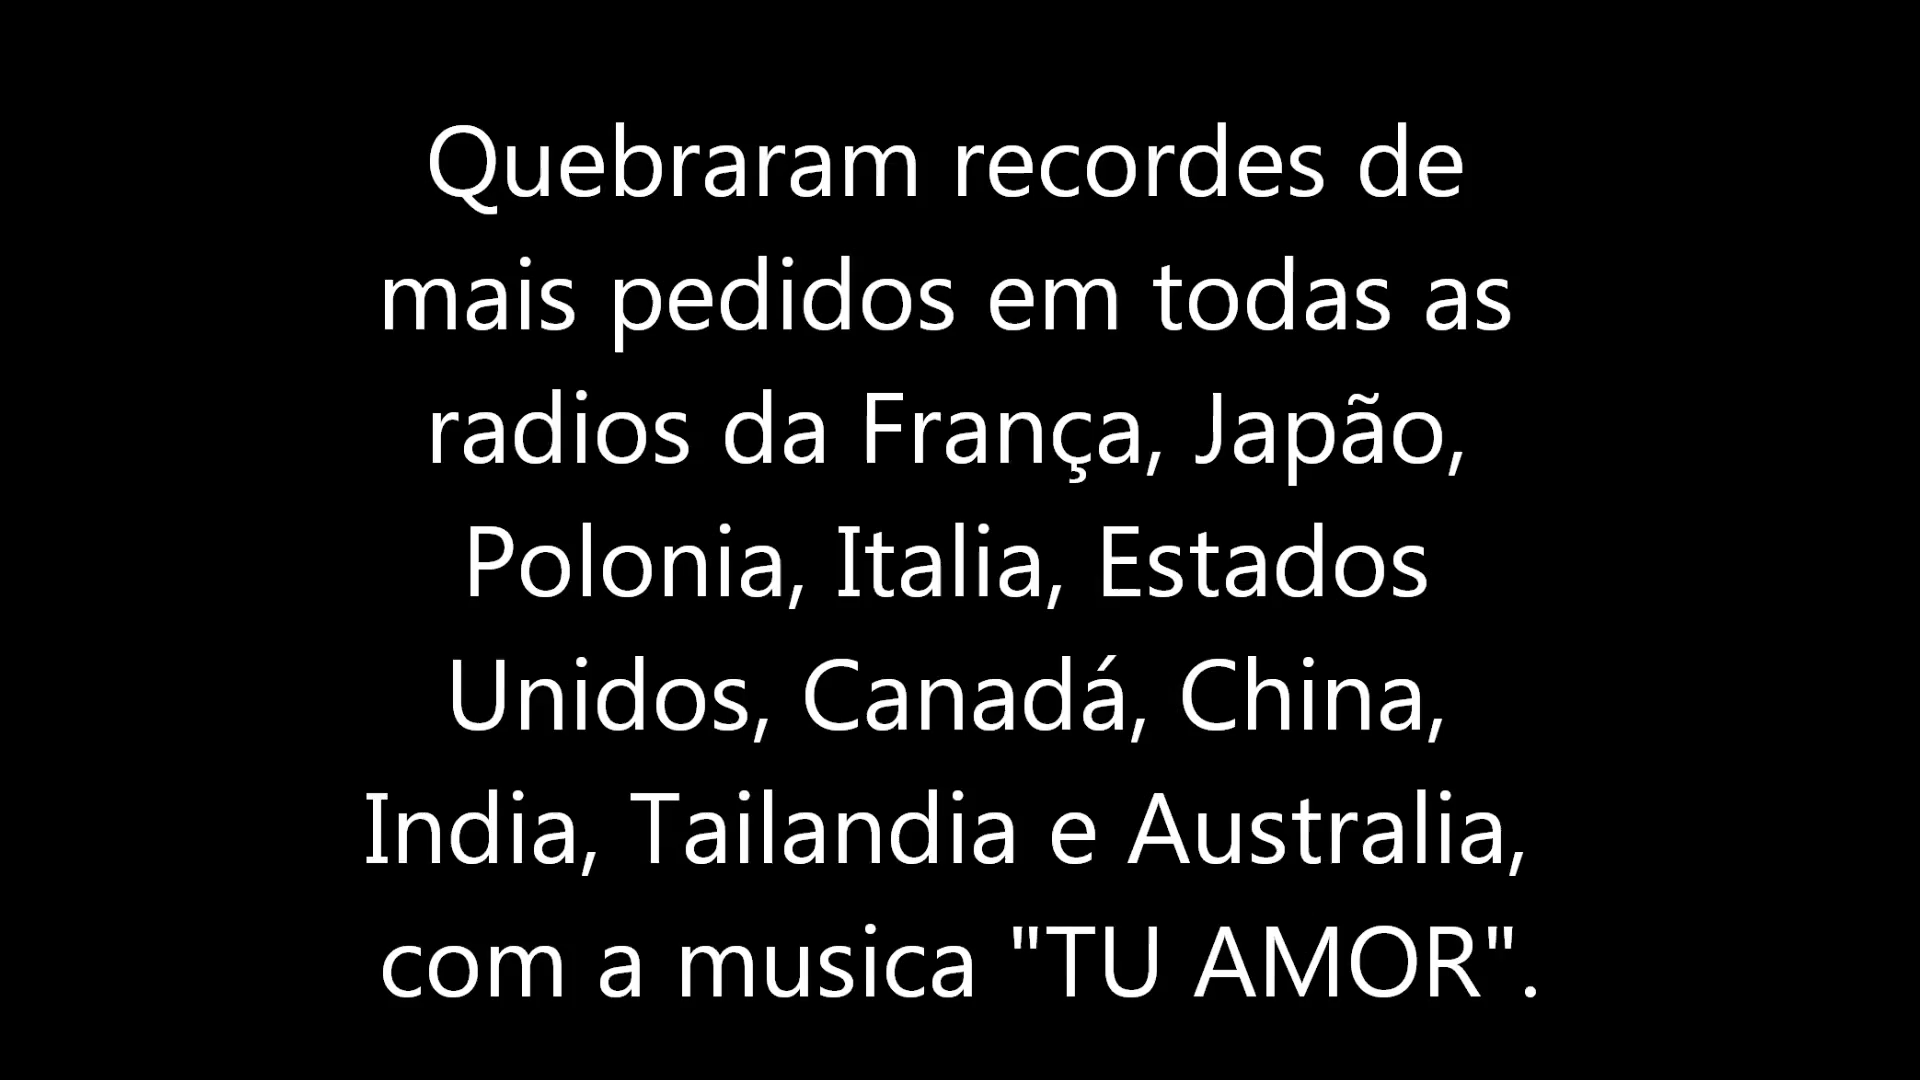 Quebraram recordes de
mais pedidos em todas as
radios da França, Japão,
Polonia, Italia, Estados
Unidos, Canadá, China,
India, Tailandia e Australia,
com a musica "TU AMOR".